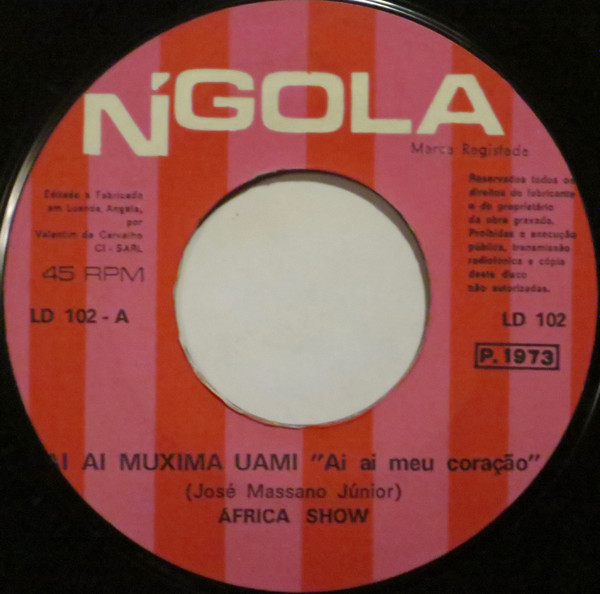 N'GOLA
Marca Registada
Editado e Fabricado
em Luanda, Angola,
por
Valentim de Carvalho
CI - SARL
45 RPM
LD 102 - A
Reservados todos os
direitos do fabricante
e do proprietário
da obra gravada.
Proibidas a execução
pública, transmissão
radiofónica e cópia
deste disco
não autorizadas.
LD 102
P. 1973
AI AI MUXIMA UAMI "Ai ai meu coração"
(José Massano Júnior)
ÁFRICA SHOW